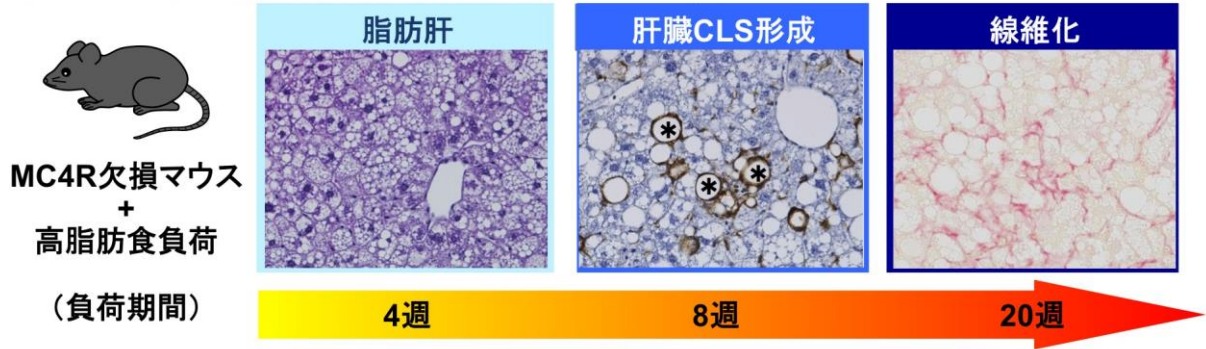 脂肪肝
肝臓CLS形成
線維化
*
*
*
MC4R欠損マウス
+
高脂肪食負荷
(負荷期間)
4週
8週
20週